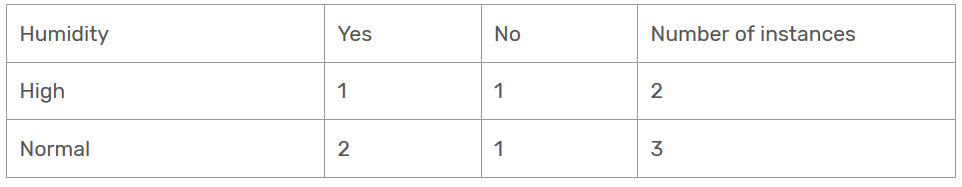 Humidity Yes No Number of instances
High 1 1 2
Normal 2 1 3